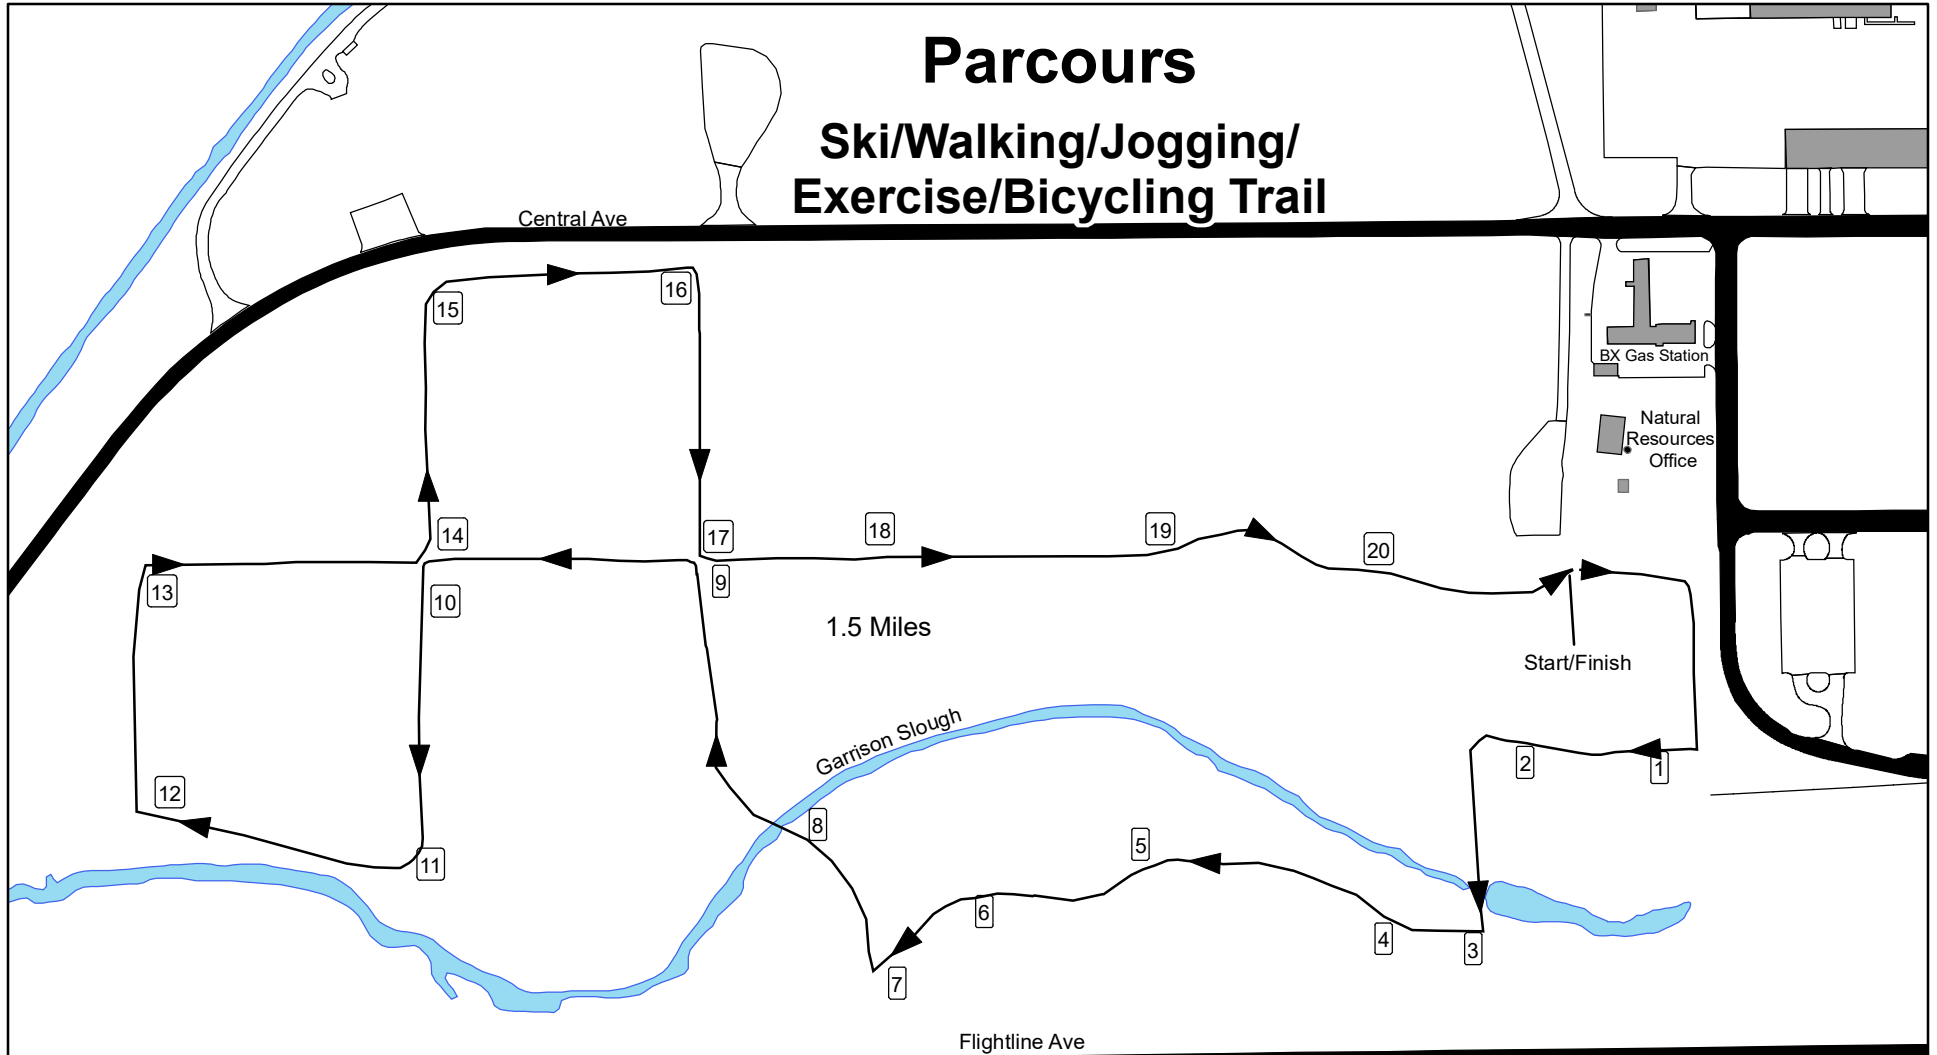 Parcours
Ski/Walking/Jogging/
Exercise/Bicycling Trail
Central Ave
16
15
BX Gas Station
Natural
Resources
Office
14
17
18
19
20
13
10
9
1.5 Miles
Start/Finish
Garrison Slough
12
2
1
8
5
11
6
4
3
7
Flightline Ave